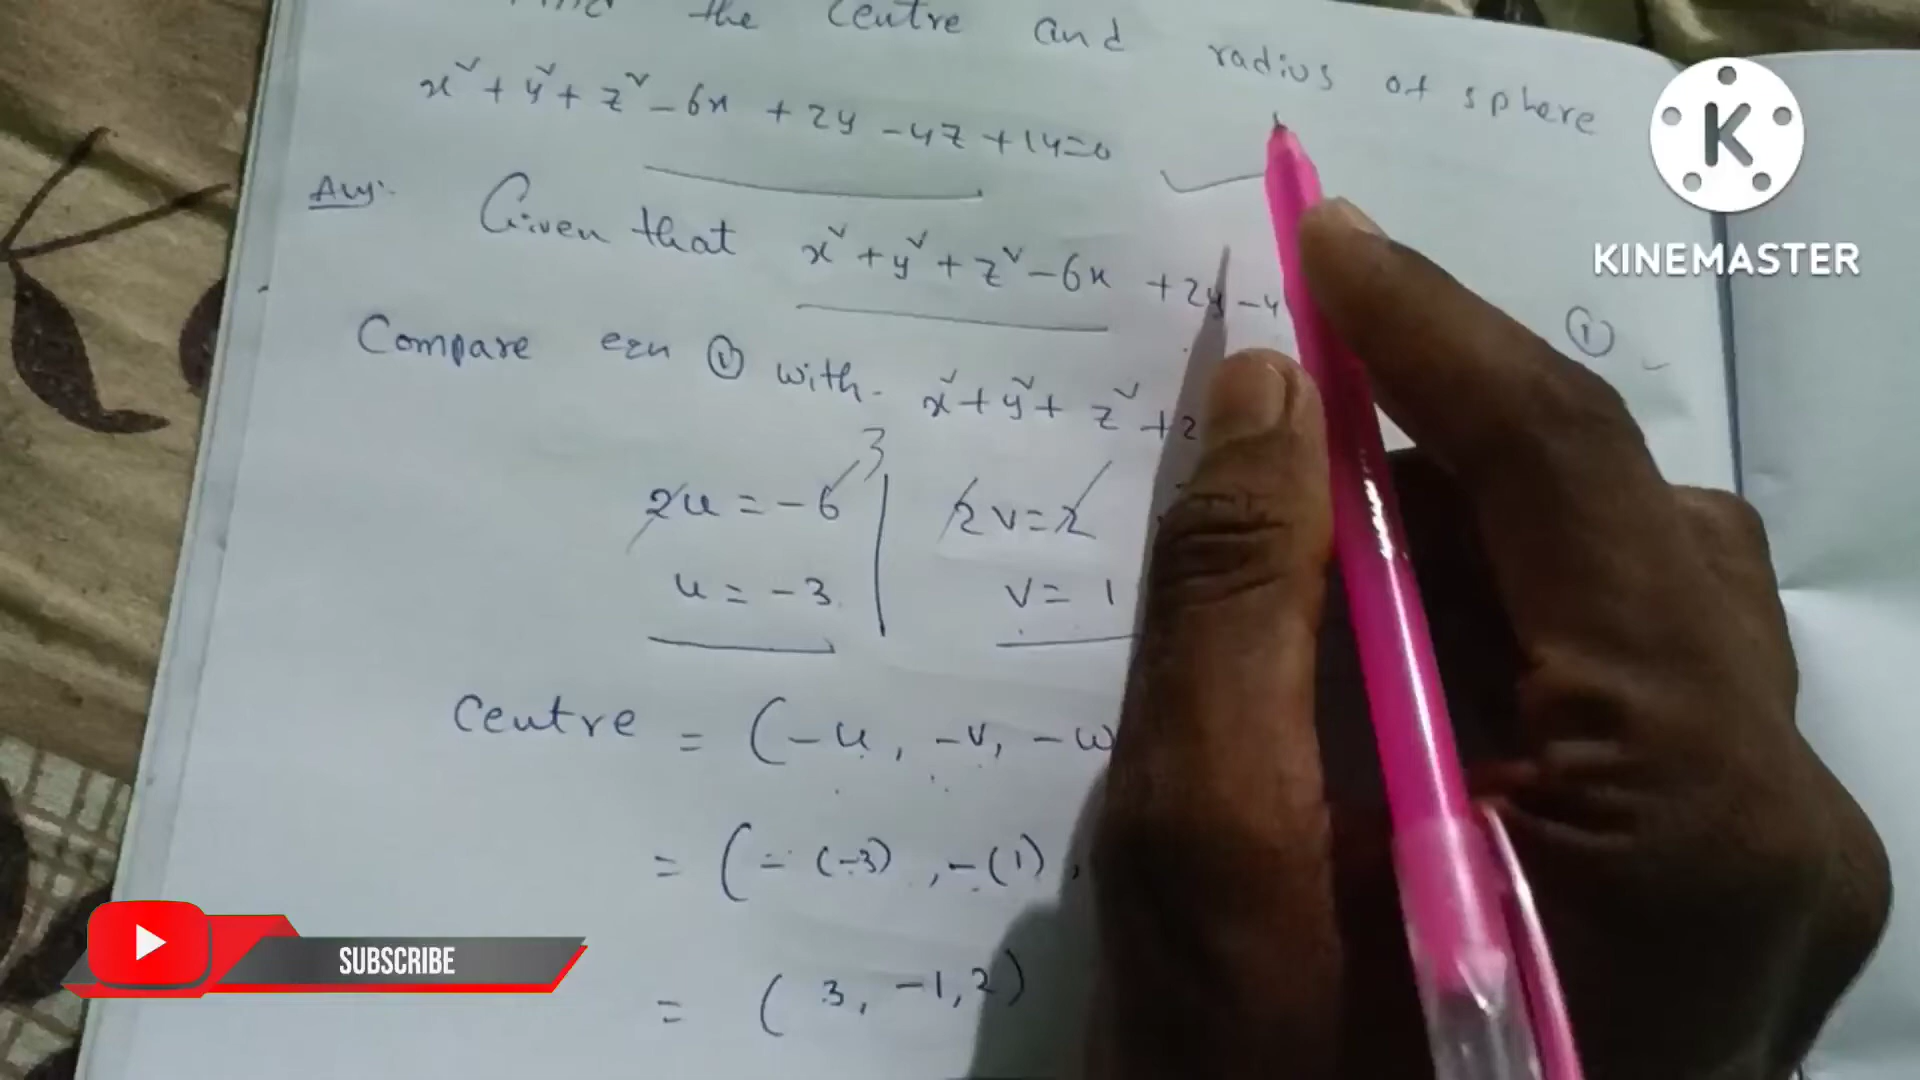 the centre and radius of sphere
x² + y² + z² - 6x + 2y - 4z + 14 = 0
Ans:- Given that x² + y² + z² - 6x + 2y - 4
①
Compare eqn ① with x² + y² + z² + 2
3
2u = -6
2v = 2
u = -3
v = 1
Centre = (-u, -v, -w
= (-(-3), -(1),
= (3, -1, 2)
K
KINEMASTER
SUBSCRIBE